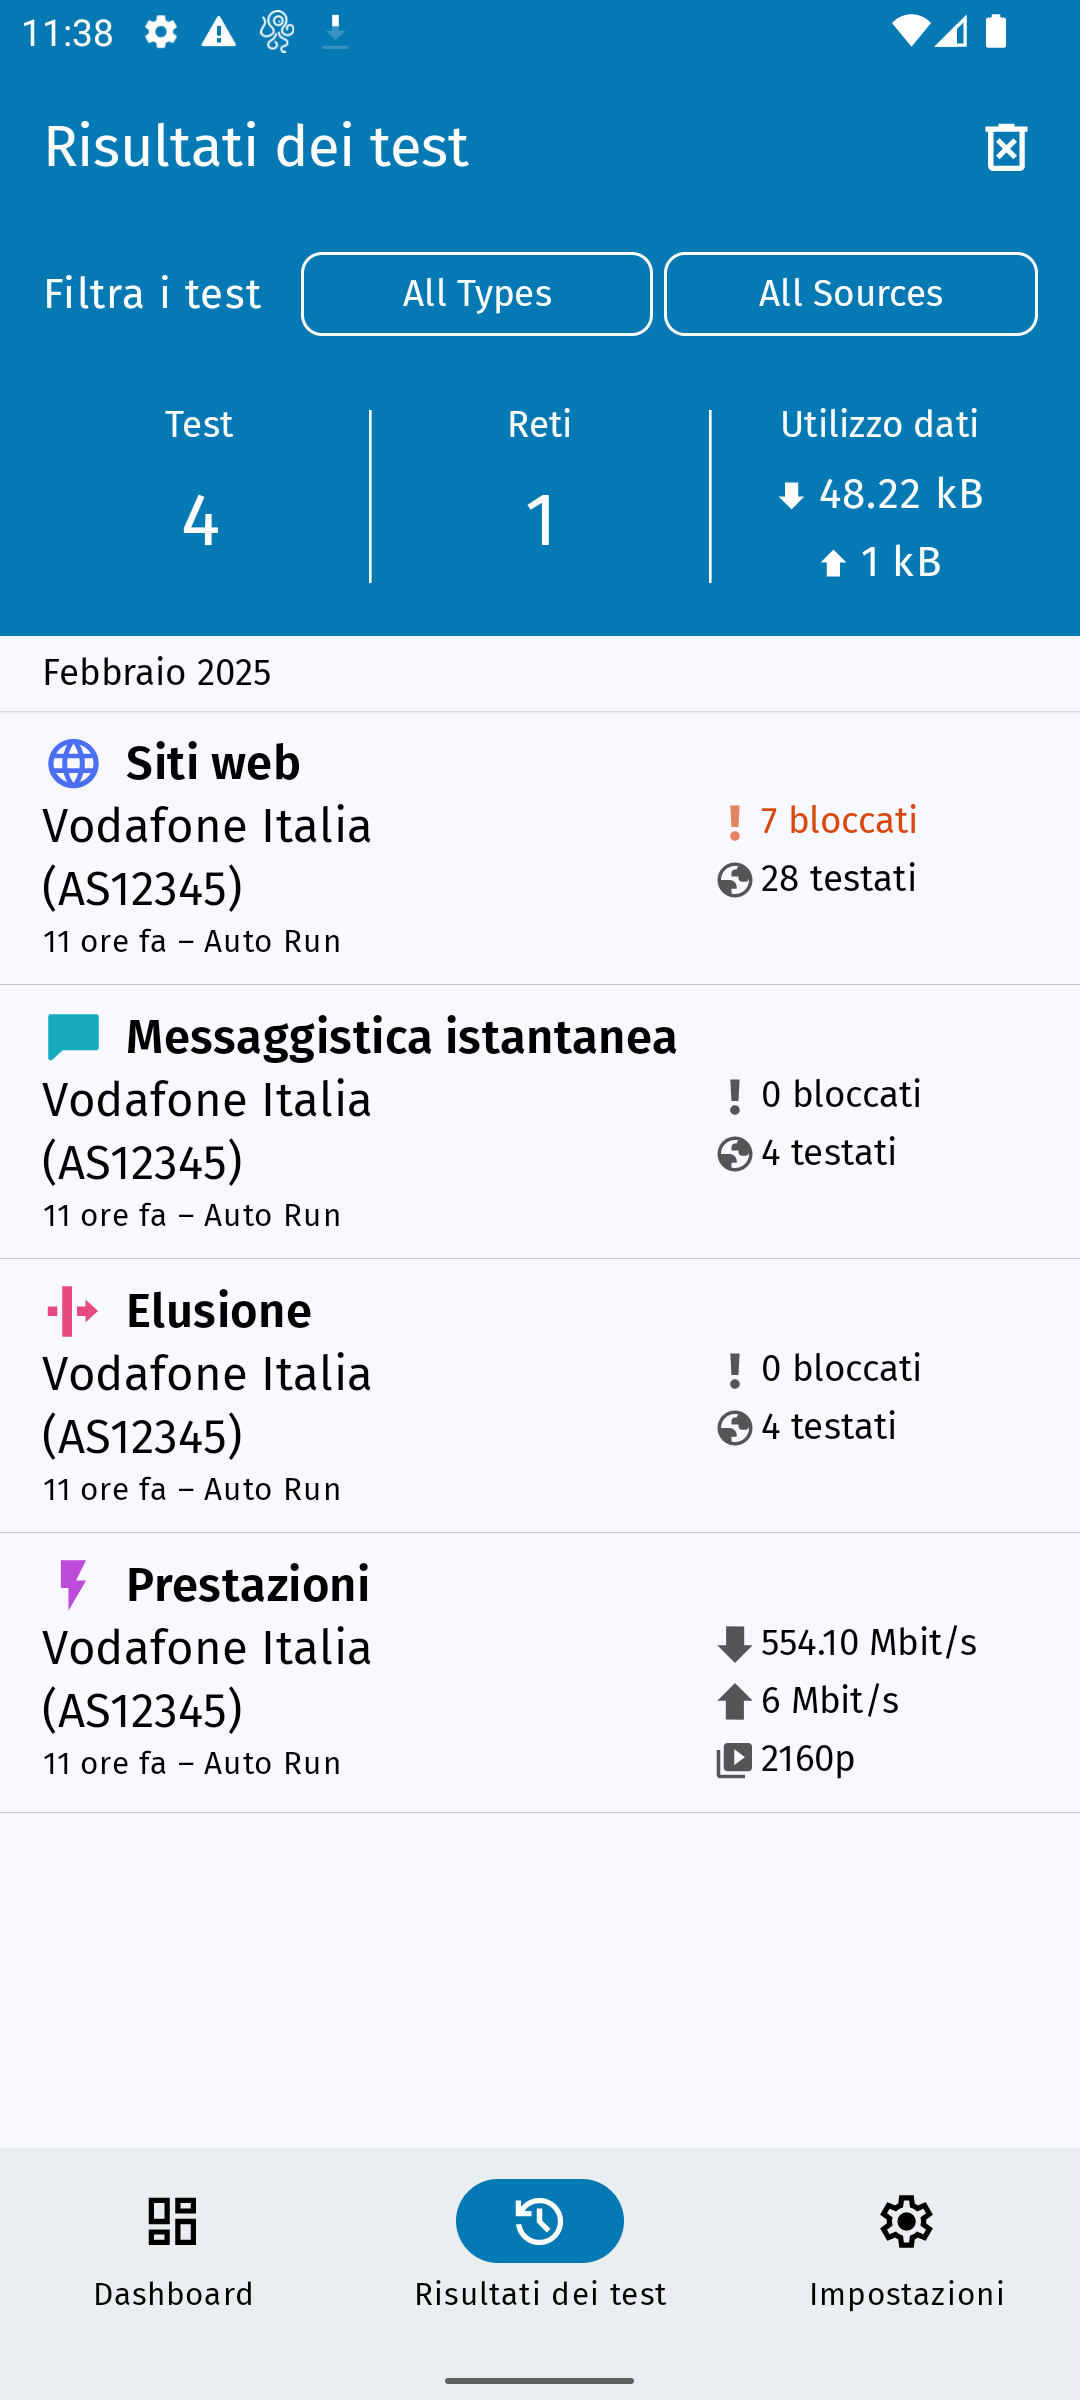 11:38
Risultati dei test
Filtra i test
All Types
All Sources
Test
4
Reti
1
Utilizzo dati
48.22 kB
1 kB
Febbraio 2025
Siti web
Vodafone Italia
(AS12345)
11 ore fa – Auto Run
7 bloccati
28 testati
Messaggistica istantanea
Vodafone Italia
(AS12345)
11 ore fa – Auto Run
0 bloccati
4 testati
Elusione
Vodafone Italia
(AS12345)
11 ore fa – Auto Run
0 bloccati
4 testati
Prestazioni
Vodafone Italia
(AS12345)
11 ore fa – Auto Run
554.10 Mbit/s
6 Mbit/s
2160p
Dashboard
Risultati dei test
Impostazioni